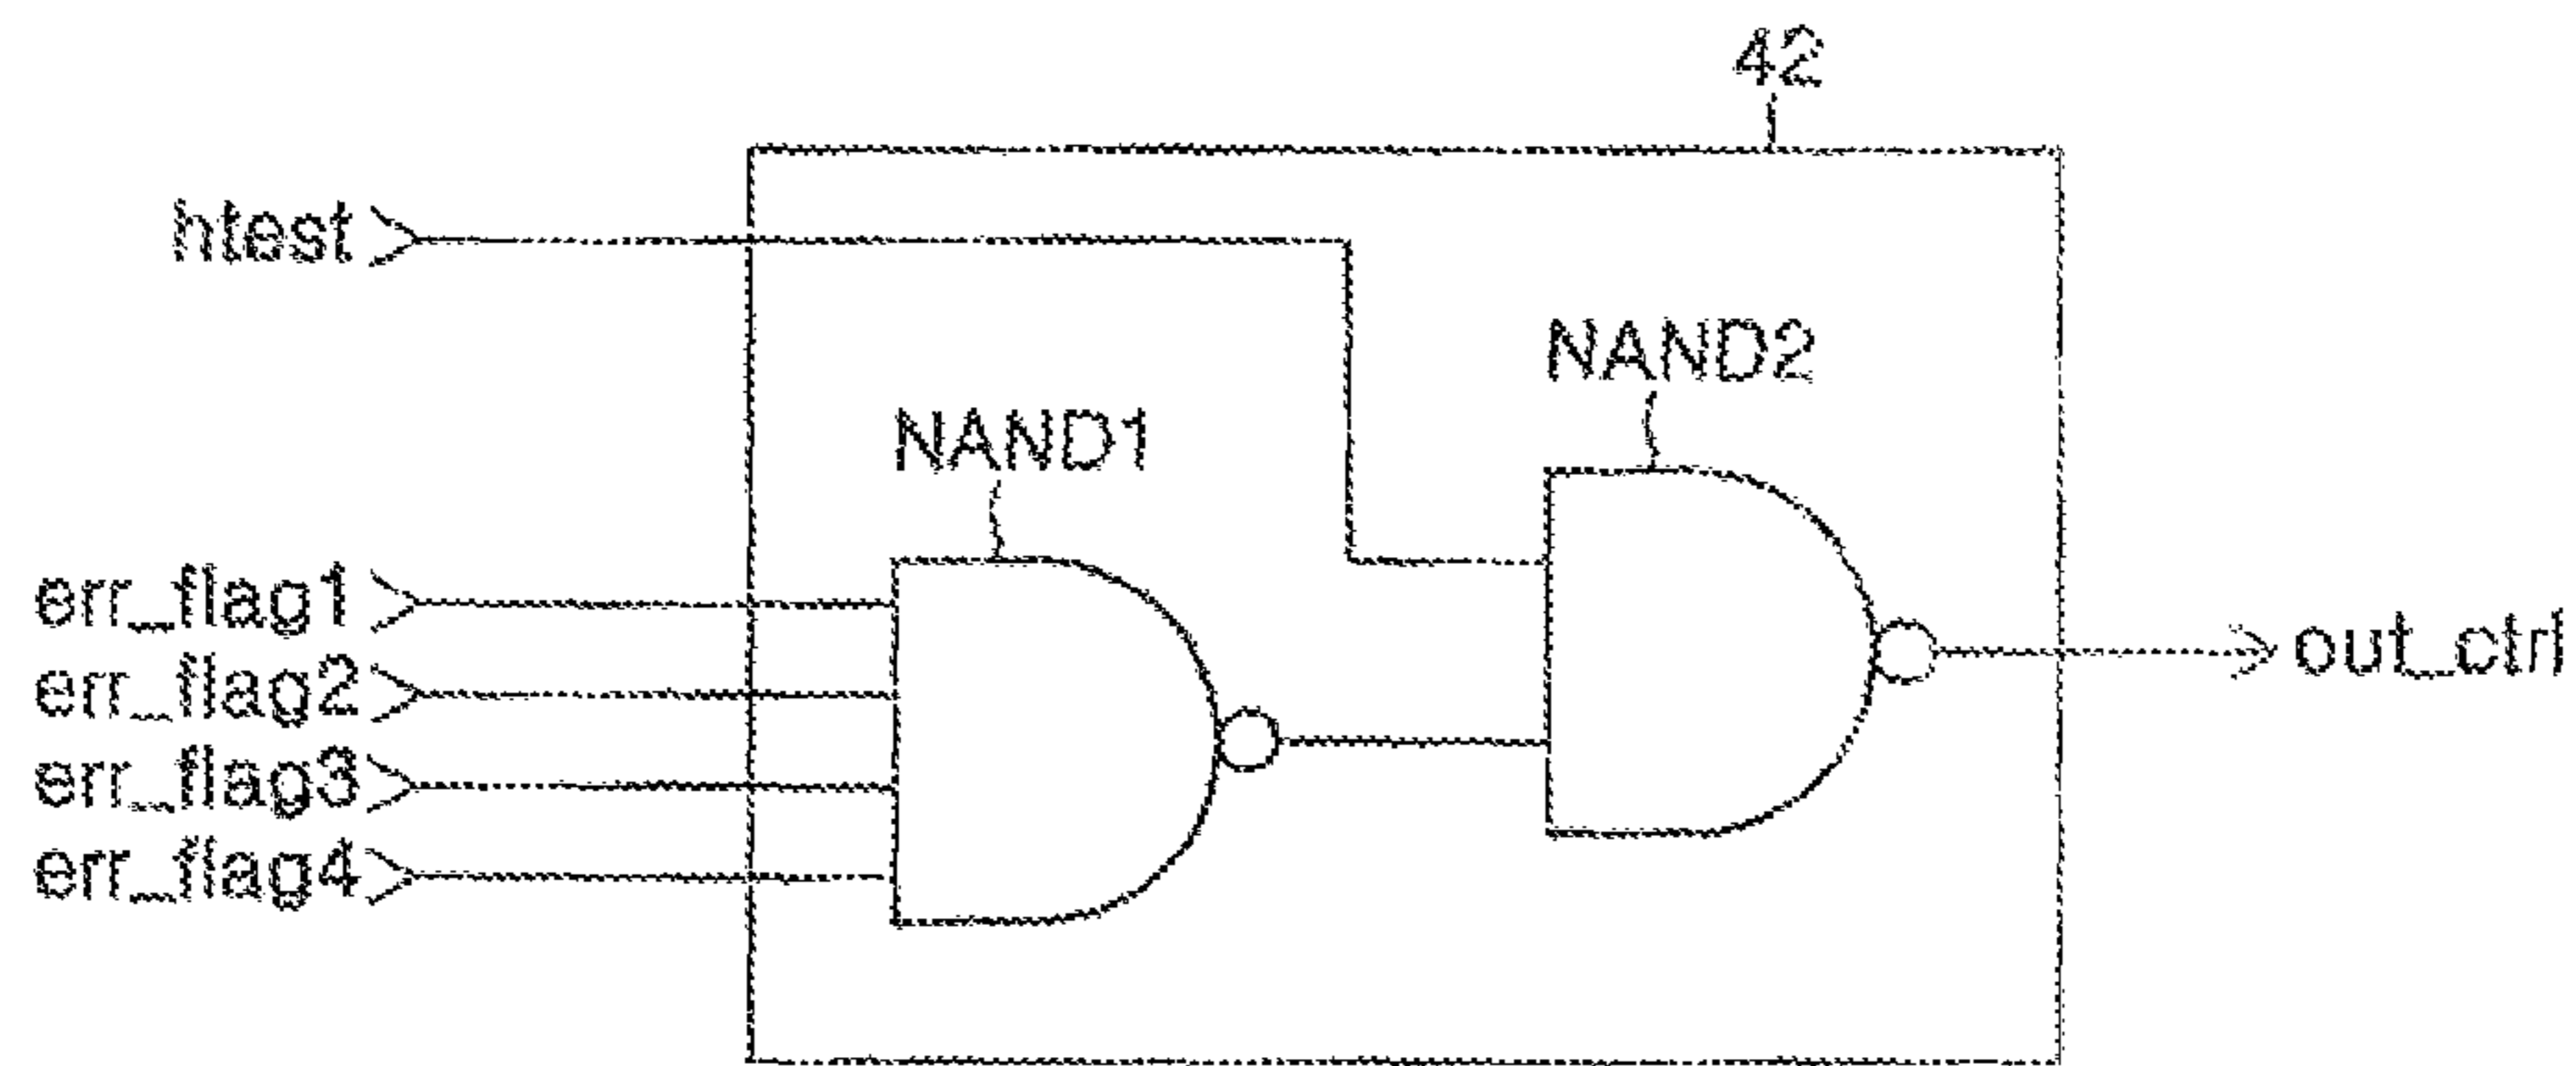 42
htest
NAND2
NAND1
err_flag1
err_flag2
err_flag3
err_flag4
out_ctrl